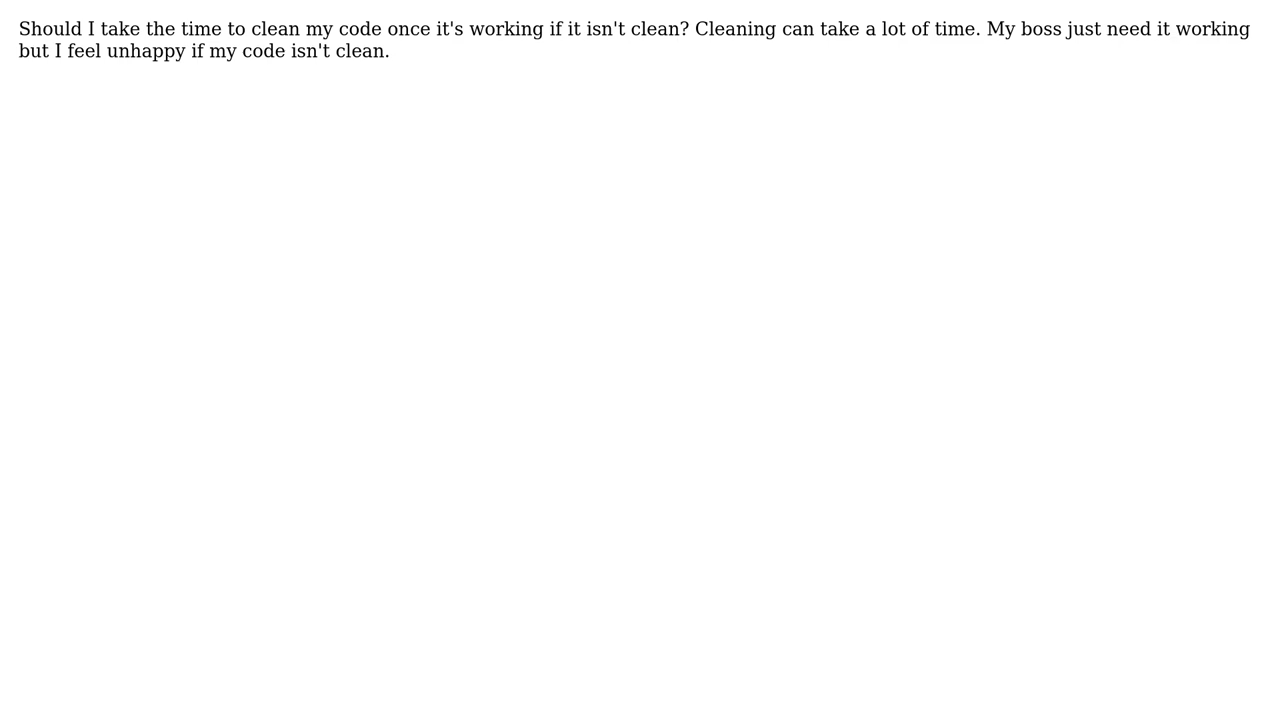 Should I take the time to clean my code once it's working if it isn't clean? Cleaning can take a lot of time. My boss just need it working
but I feel unhappy if my code isn't clean.